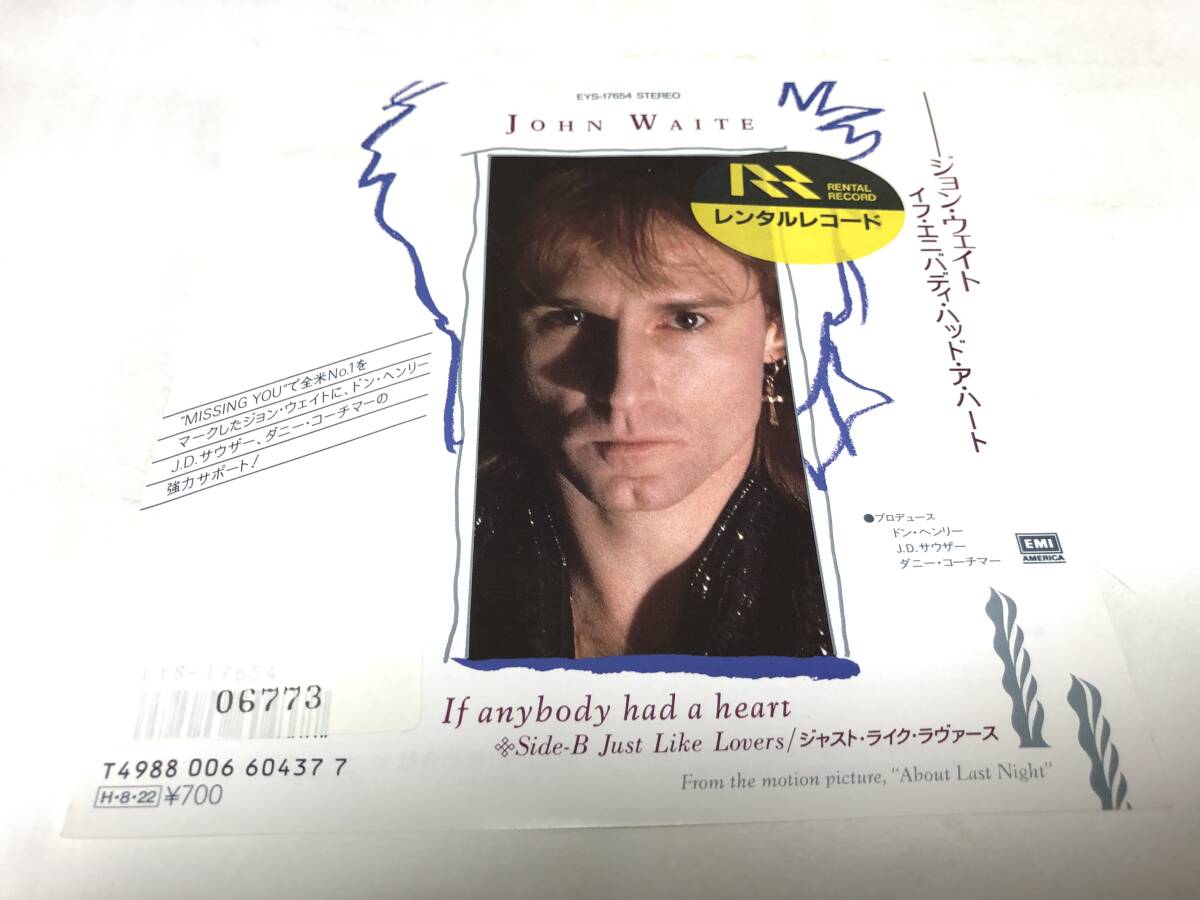 EYS-17654 STEREO
JOHN WAITE
RENTAL
RECORD
レンタルレコード
ジョン・ウェイト
イフ・エニバディ・ハッド・ア・ハート
"MISSING YOU"で全米No.1を
マークしたジョン・ウェイトに、ドン・ヘンリー
J.D.サウザー、ダニー・コーチマーの
強力サポート!
●プロデュース
ドン・ヘンリー
J.D.サウザー
ダニー・コーチマー
EMI
AMERICA
EYS-17654
06773
T4988 006 60437 7
H・8・22 ¥700
If anybody had a heart
Side-B Just Like Lovers/ジャスト・ライク・ラヴァース
From the motion picture, "About Last Night"